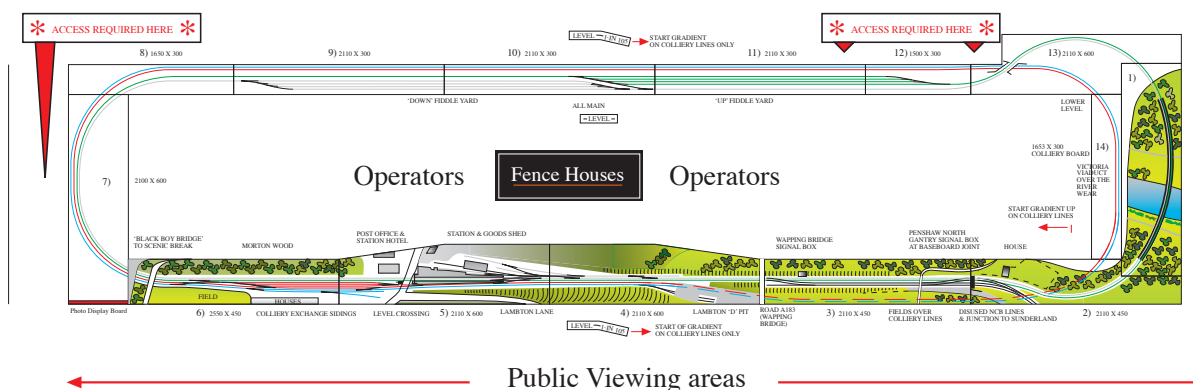 * ACCESS REQUIRED HERE *
* ACCESS REQUIRED HERE *
8) 1650 X 300
9) 2110 X 300
10) 2110 X 300
LEVEL 1-IN 105
START GRADIENT
ON COLLIERY LINES ONLY
11) 2110 X 300
12) 1500 X 300
13) 2110 X 600
1)
'DOWN' FIDDLE YARD
ALL MAIN
=LEVEL=
'UP' FIDDLE YARD
LOWER
LEVEL
7)
2100 X 600
Operators
Fence Houses
Operators
1653 X 300
COLLIERY BOARD
14)
VICTORIA
VIADUCT
OVER THE
RIVER
WEAR
START GRADIENT UP
ON COLLIERY LINES
'BLACK BOY BRIDGE'
TO SCENIC BREAK
MORTON WOOD
POST OFFICE &
STATION HOTEL
STATION & GOODS SHED
WAPPING BRIDGE
SIGNAL BOX
PENSHAW NORTH
GANTRY SIGNAL BOX
AT BASEBOARD JOINT
HOUSE
FIELD
HOUSES
Photo Display Board
6) 2550 X 450
COLLIERY EXCHANGE SIDINGS
LEVEL CROSSING
5) 2110 X 600
LAMBTON LANE
4) 2110 X 600
LAMBTON 'D' PIT
ROAD A183
(WAPPING
BRIDGE)
3) 2110 X 450
FIELDS OVER
COLLIERY LINES
DISUSED NCB LINES
& JUNCTION TO SUNDERLAND
2) 2110 X 450
LEVEL 1-IN 105
START OF GRADIENT
ON COLLIERY LINES ONLY
Public Viewing areas